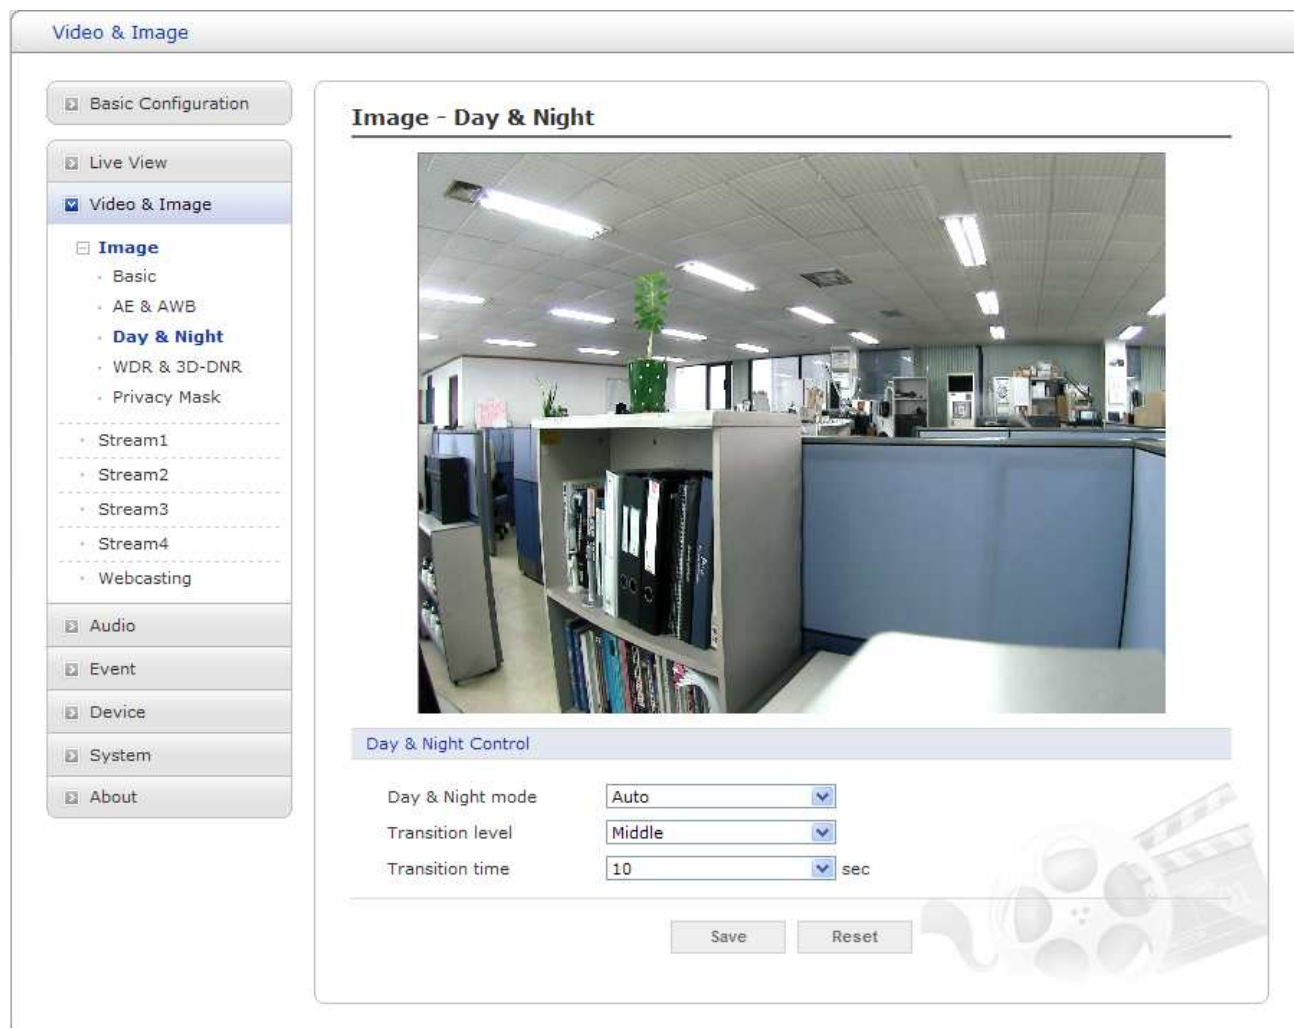 Video & Image
Basic Configuration
Live View
Video & Image
Image
Basic
AE & AWB
Day & Night
WDR & 3D-DNR
Privacy Mask
Stream1
Stream2
Stream3
Stream4
Webcasting
Audio
Event
Device
System
About
Image - Day & Night
Day & Night Control
Day & Night mode Auto
Transition level Middle
Transition time 10 sec
Save Reset